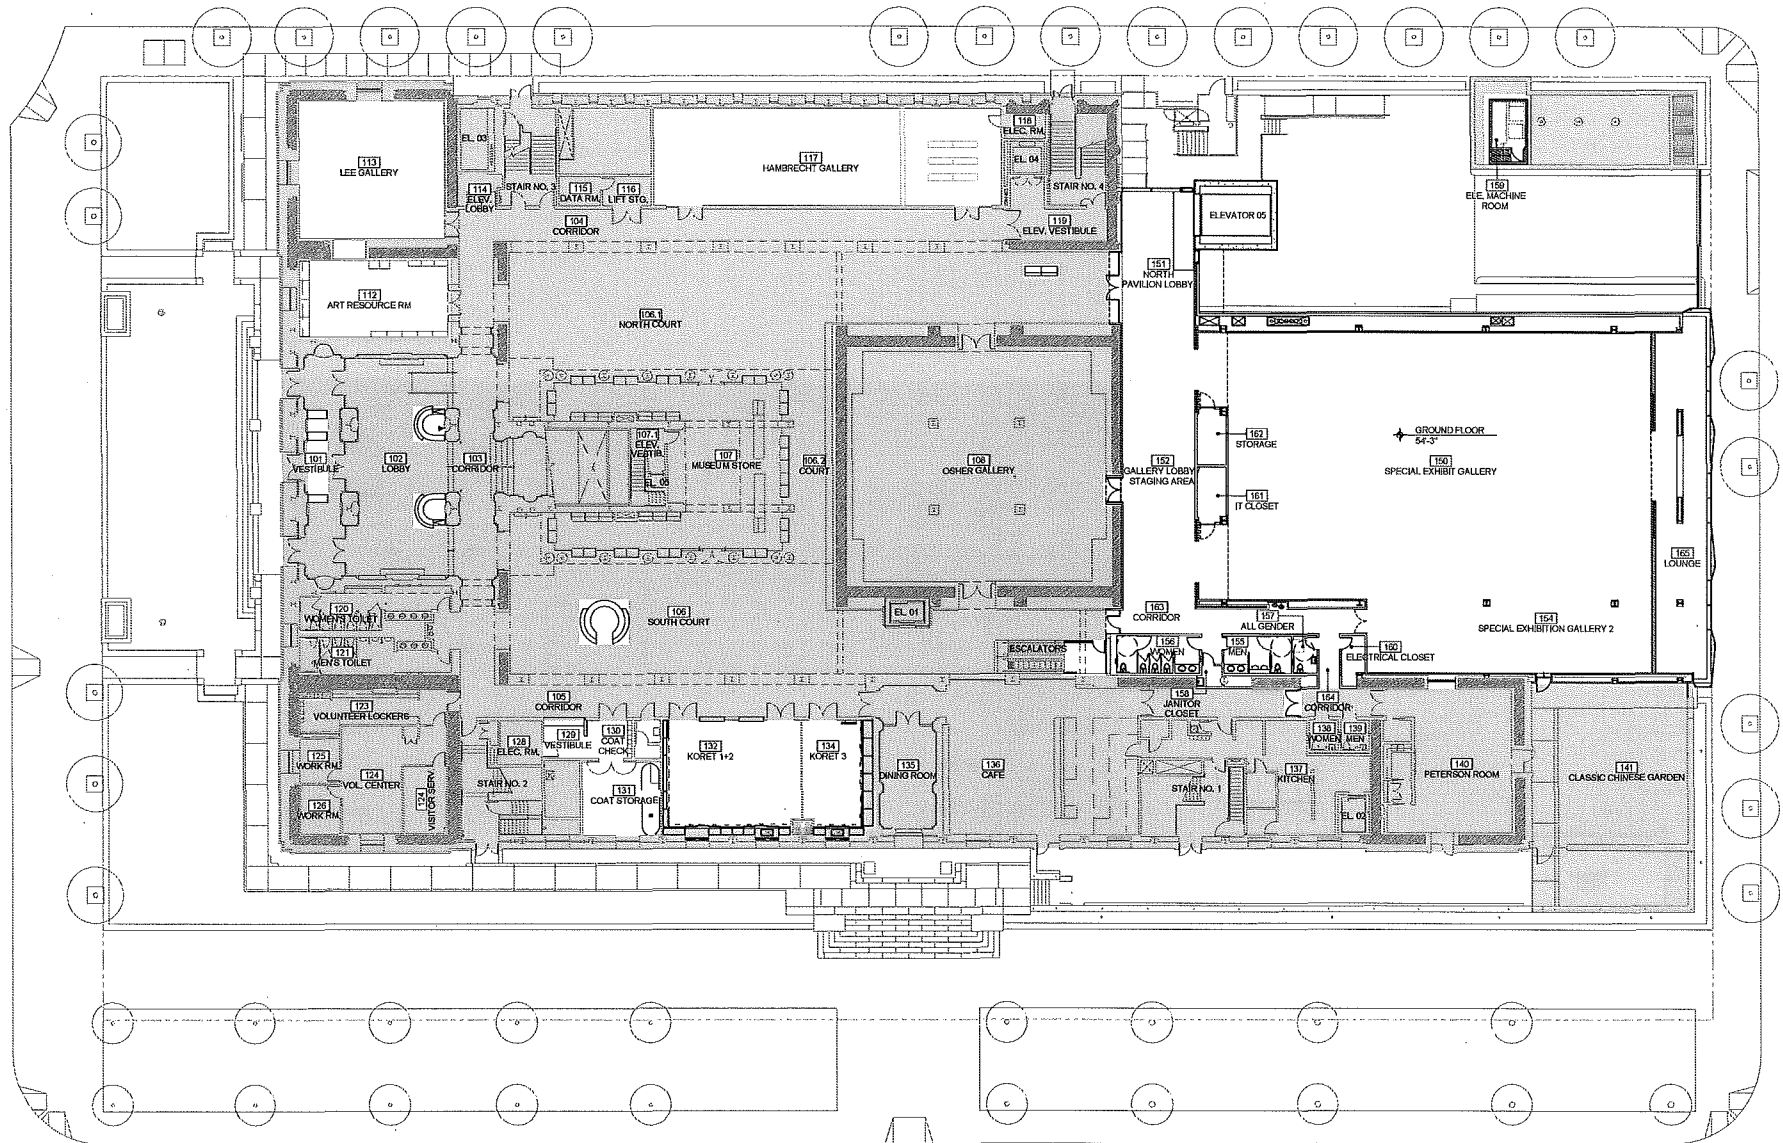 118
ELEC. RM.
EL. 03
EL. 04
117
HAMBRECHT GALLERY
113
LEE GALLERY
114
ELEV.
LOBBY
STAIR NO. 3
115
DATA RM.
116
LIFT STG.
STAIR NO. 4
159
ELE. MACHINE
ROOM
ELEVATOR 05
104
CORRIDOR
119
ELEV. VESTIBULE
151
NORTH
PAVILION LOBBY
112
ART RESOURCE RM
106.1
NORTH COURT
101
VESTIBULE
102
LOBBY
103
CORRIDOR
107.1
ELEV.
VESTIB.
EL. 05
107
MUSEUM STORE
106.2
COURT
108
OSHER GALLERY
152
GALLERY LOBBY
STAGING AREA
162
STORAGE
161
IT CLOSET
GROUND FLOOR
54'-3"
150
SPECIAL EXHIBIT GALLERY
165
LOUNGE
120
WOMEN'S TOILET
121
MEN'S TOILET
106
SOUTH COURT
EL. 01
ESCALATORS
163
CORRIDOR
157
ALL GENDER
156
WOMEN
155
MEN
154
SPECIAL EXHIBITION GALLERY 2
160
ELECTRICAL CLOSET
105
CORRIDOR
158
JANITOR
CLOSET
164
CORRIDOR
123
VOLUNTEER LOCKERS
125
WORK RM.
124
VOL. CENTER
126
WORK RM.
124.1
VISITOR SERV.
128
ELEC. RM.
129
VESTIBULE
130
COAT
CHECK
STAIR NO. 2
131
COAT STORAGE
132
KORET 1+2
134
KORET 3
135
DINING ROOM
136
CAFE
STAIR NO. 1
137
KITCHEN
138
WOMEN
139
MEN
EL. 02
140
PETERSON ROOM
141
CLASSIC CHINESE GARDEN